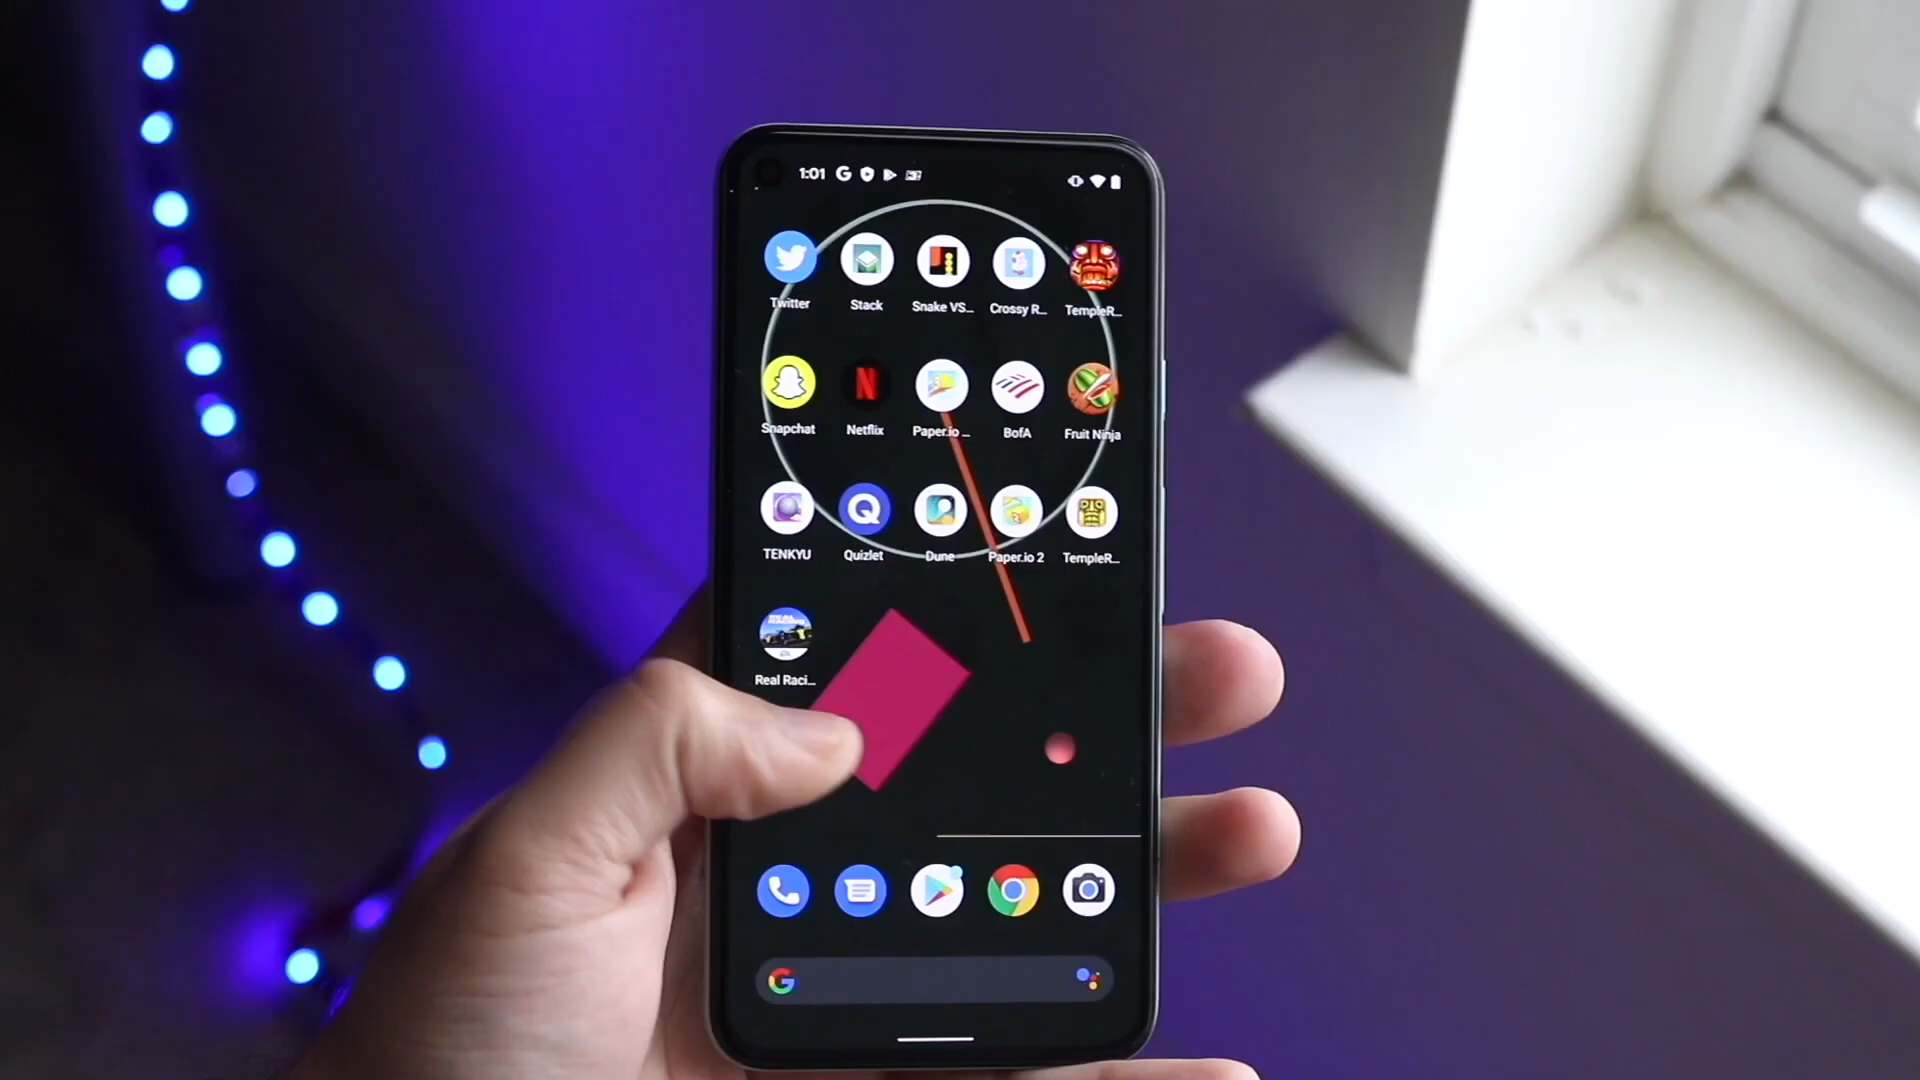 1:01
Twitter Stack Snake VS... Crossy R... TempleR...
Snapchat Netflix Paper.io ... BofA Fruit Ninja
TENKYU Quizlet Dune Paper.io 2 TempleR...
Real Raci...